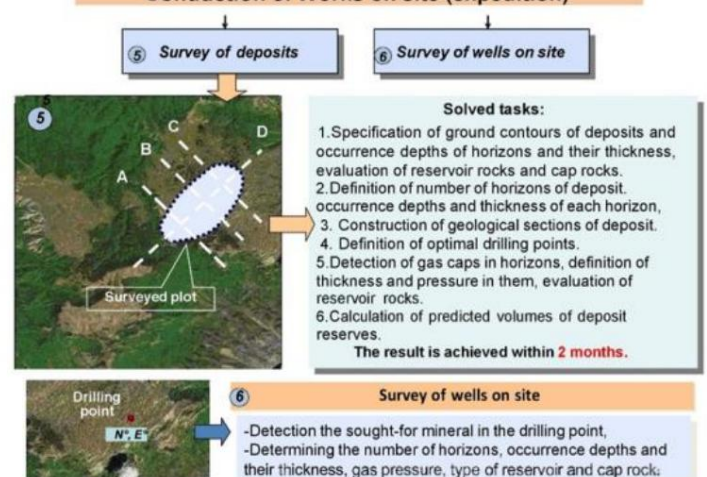 Conduction of Works on Site (expedition)
5 Survey of deposits
6 Survey of wells on site
5
5
C
D
B
A
Surveyed plot
Solved tasks:
1.Specification of ground contours of deposits and
occurrence depths of horizons and their thickness,
evaluation of reservoir rocks and cap rocks.
2.Definition of number of horizons of deposit.
occurrence depths and thickness of each horizon,
3. Construction of geological sections of deposit.
4. Definition of optimal drilling points.
5.Detection of gas caps in horizons, definition of
thickness and pressure in them, evaluation of
reservoir rocks.
6.Calculation of predicted volumes of deposit
reserves.
The result is achieved within 2 months.
Drilling
point
N°, E°
6 Survey of wells on site
-Detection the sought-for mineral in the drilling point,
-Determining the number of horizons, occurrence depths and
their thickness, gas pressure, type of reservoir and cap rock.